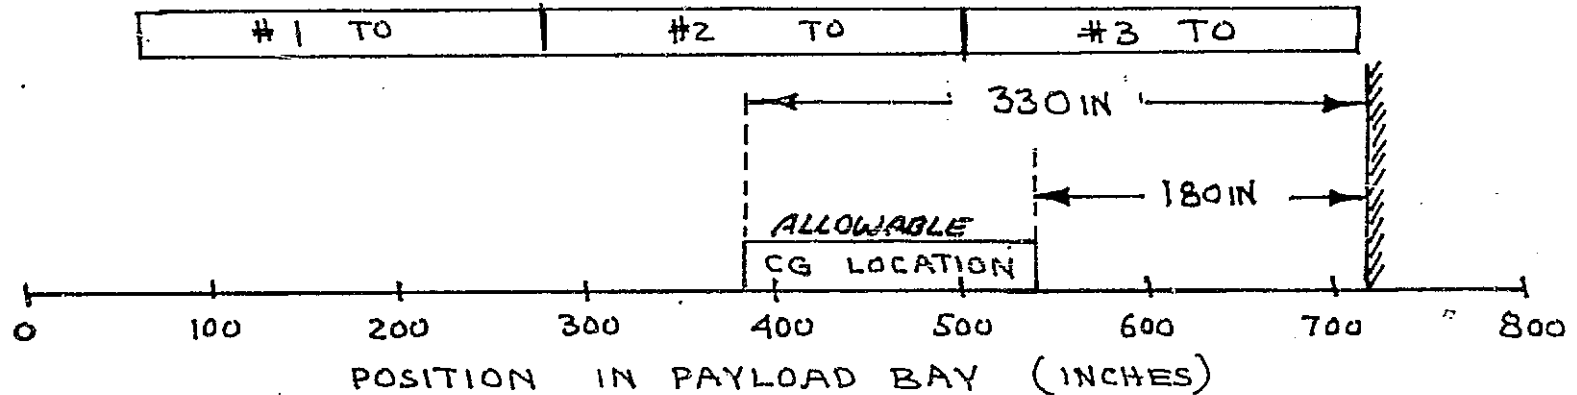 #1 TO #2 TO #3 TO
330 IN
180 IN
ALLOWABLE
CG LOCATION
0 100 200 300 400 500 600 700 800
POSITION IN PAYLOAD BAY (INCHES)